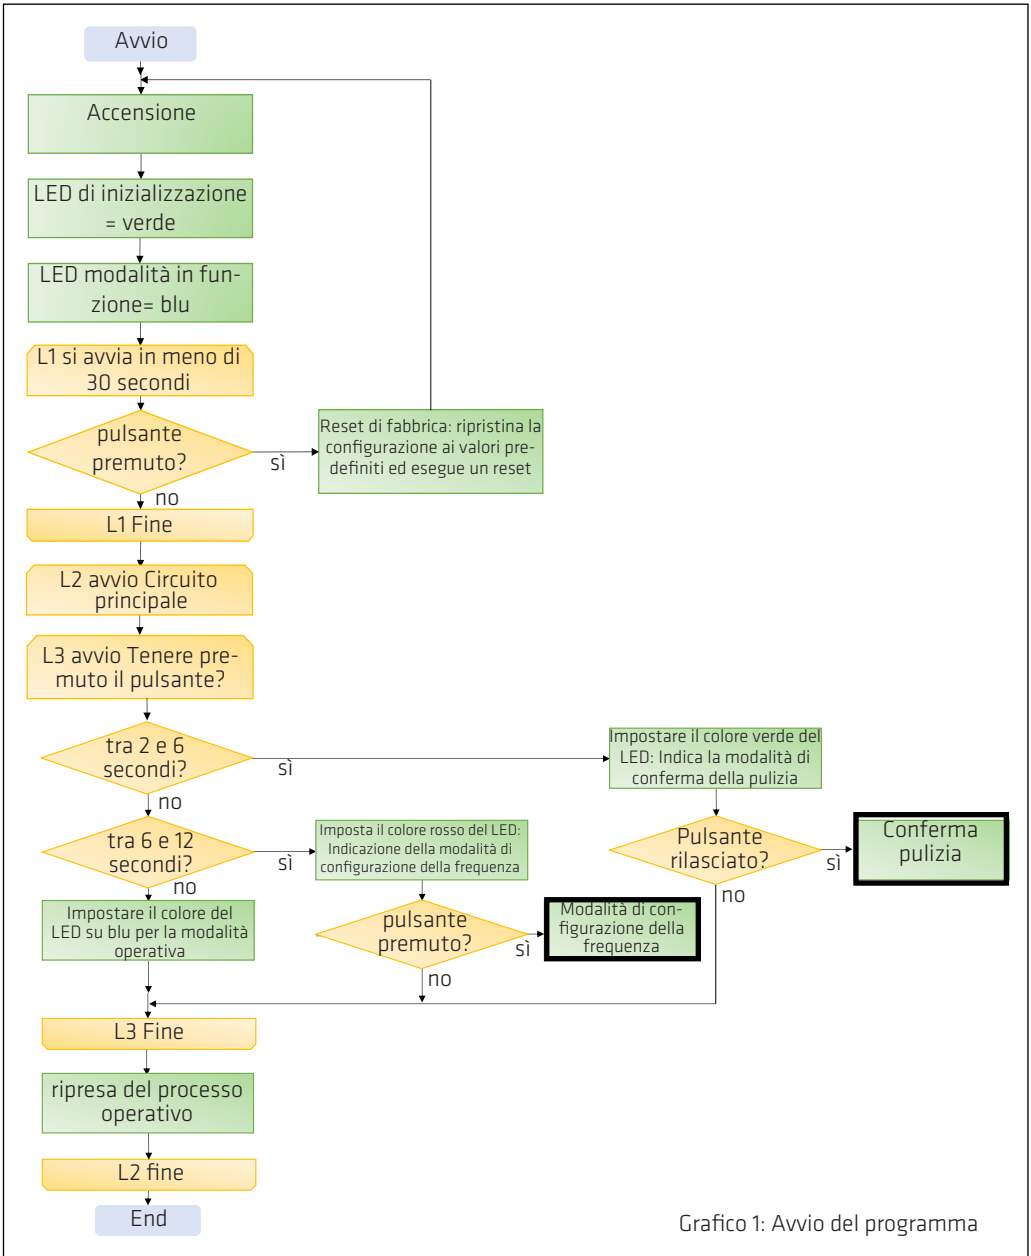 Avvio
Accensione
LED di inizializzazione
= verde
LED modalità in fun-
zione= blu
L1 si avvia in meno di
30 secondi
pulsante
premuto?
sì
Reset di fabbrica: ripristina la
configurazione ai valori pre-
definiti ed esegue un reset
no
L1 Fine
L2 avvio Circuito
principale
L3 avvio Tenere pre-
muto il pulsante?
tra 2 e 6
secondi?
sì
Impostare il colore verde del
LED: Indica la modalità di
conferma della pulizia
no
tra 6 e 12
secondi?
sì
Imposta il colore rosso del LED:
Indicazione della modalità di
configurazione della frequenza
Pulsante
rilasciato?
sì
Conferma
pulizia
no
no
Impostare il colore del
LED su blu per la modalità
operativa
pulsante
premuto?
sì
Modalità di con-
figurazione della
frequenza
no
L3 Fine
ripresa del processo
operativo
L2 fine
End
Grafico 1: Avvio del programma